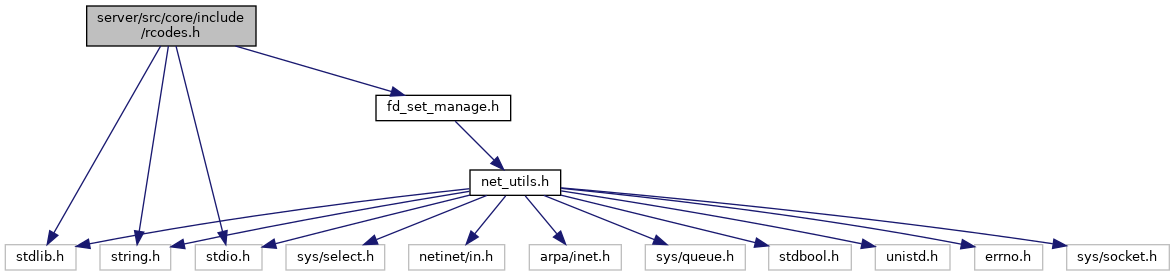 server/src/core/include
/rcodes.h
fd_set_manage.h
net_utils.h
stdlib.h
string.h
stdio.h
sys/select.h
netinet/in.h
arpa/inet.h
sys/queue.h
stdbool.h
unistd.h
errno.h
sys/socket.h